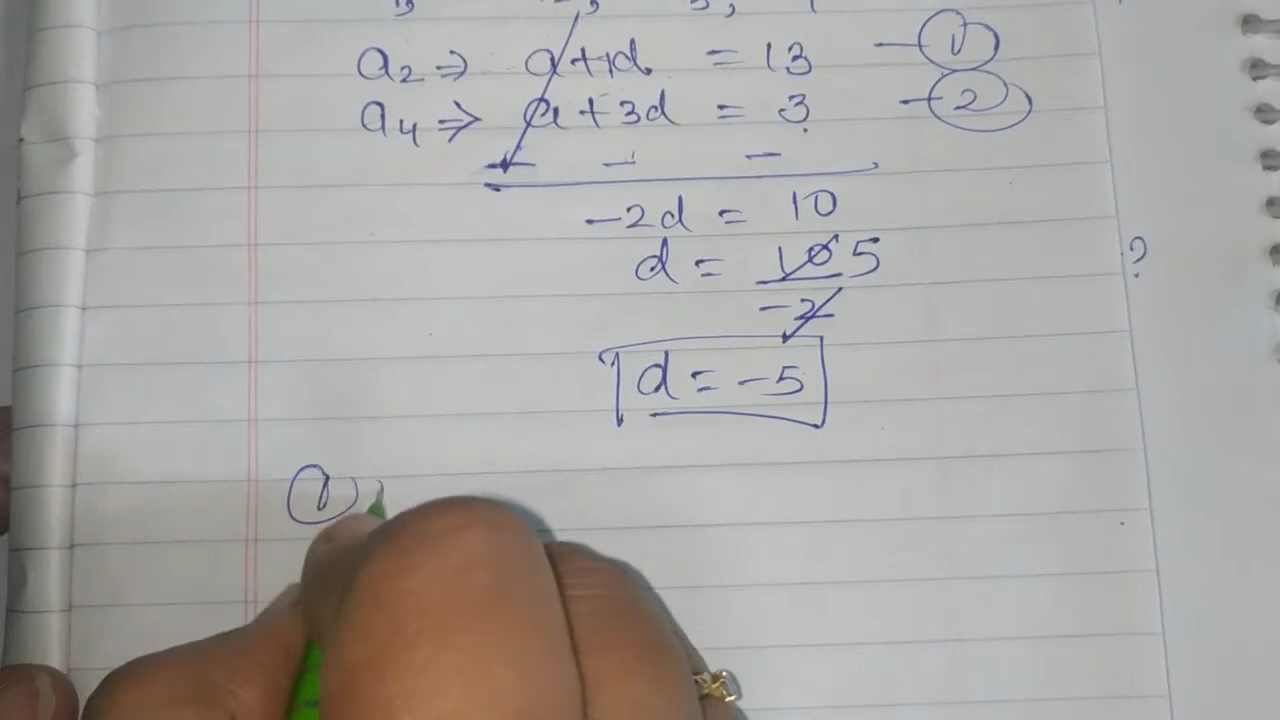 a2 ⇒ a+1d = 13 — ①
a4 ⇒ a+3d = 3 — ②
— — —
-2d = 10
d = 10 5
-2
d = -5
?
①